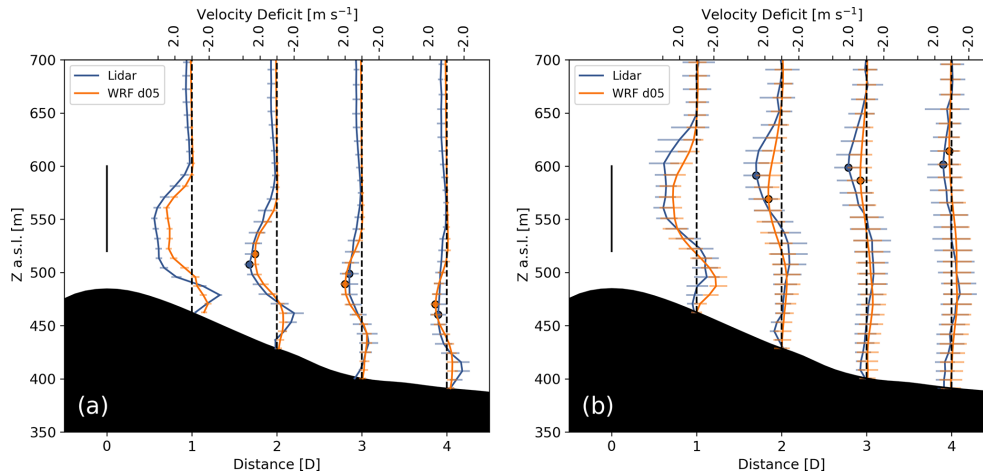 Velocity Deficit [m s⁻¹]
2.0 -2.0 2.0 -2.0 2.0 -2.0 2.0 -2.0
700
650
600
550
500
450
400
350
Z a.s.l. [m]
Lidar
WRF d05
(a)
0 1 2 3 4
Distance [D]
Velocity Deficit [m s⁻¹]
2.0 -2.0 2.0 -2.0 2.0 -2.0 2.0 -2.0
700
650
600
550
500
450
400
350
Z a.s.l. [m]
Lidar
WRF d05
(b)
0 1 2 3 4
Distance [D]